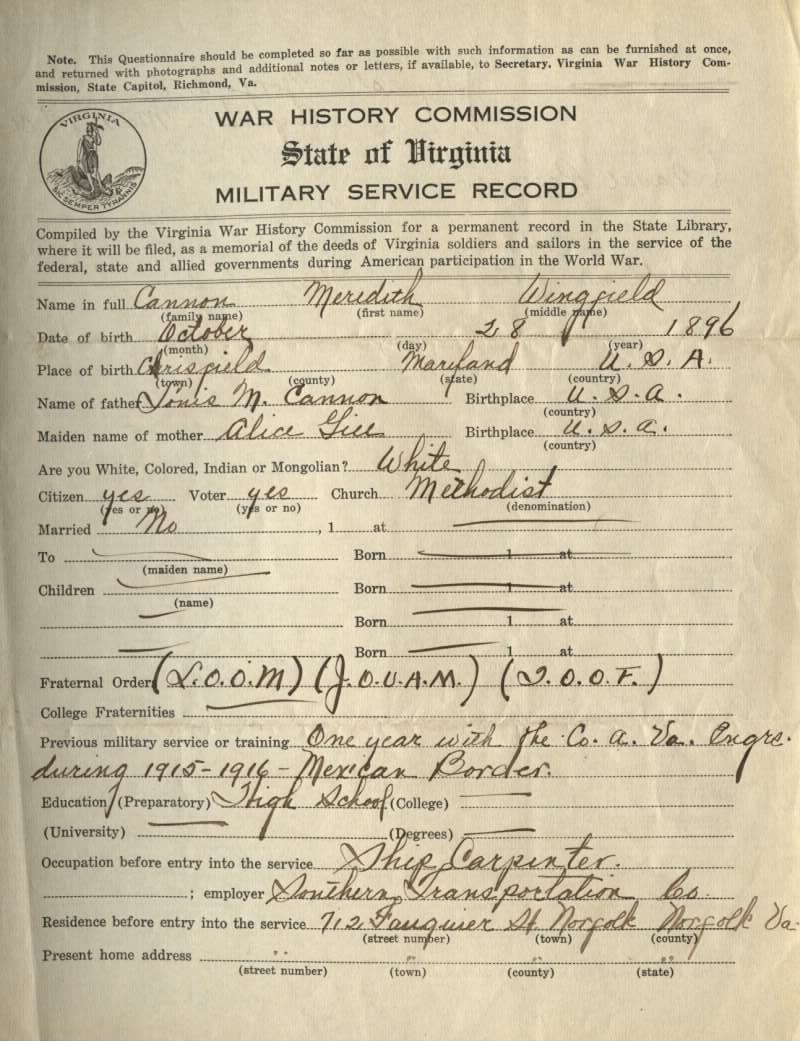 Note. This Questionnaire should be completed so far as possible with such information as can be furnished at once,
and returned with photographs and additional notes or letters, if available, to Secretary, Virginia War History Com-
mission, State Capitol, Richmond, Va.
VIRGINIA
SIC SEMPER TYRANNIS
WAR HISTORY COMMISSION
State of Virginia
MILITARY SERVICE RECORD
Compiled by the Virginia War History Commission for a permanent record in the State Library,
where it will be filed, as a memorial of the deeds of Virginia soldiers and sailors in the service of the
federal, state and allied governments during American participation in the World War.
Name in full Cannon Meredith Wingfield
(family name) (first name) (middle name)
Date of birth October 28 1896
(month) (day) (year)
Place of birth Chrisfield Maryland U.S.A.
(town) (county) (state) (country)
Name of father M. Cannon Birthplace U.S.A.
(country)
Maiden name of mother Alice Gill Birthplace U.S.A.
(country)
Are you White, Colored, Indian or Mongolian? White
Citizen yes Voter yes Church Methodist
(yes or no) (yes or no) (denomination)
Married No, 1 at
To Born 1 at
(maiden name)
Children Born 1 at
(name)
Born 1 at
Born 1 at
Fraternal Order (L.O.O.M) (J.O.U.A.M.) (I.O.O.F.)
College Fraternities
Previous military service or training One year with the Co. A. Va. Engrs.
during 1915-1916 - Mexican Border.
Education (Preparatory) High School (College)
(University) (Degrees)
Occupation before entry into the service Ship Carpinter.
; employer Southern Transportation Co.
Residence before entry into the service 712 Fauquier St. Norfolk Norfolk Va.
(street number) (town) (county)
Present home address " " " "
(street number) (town) (county) (state)